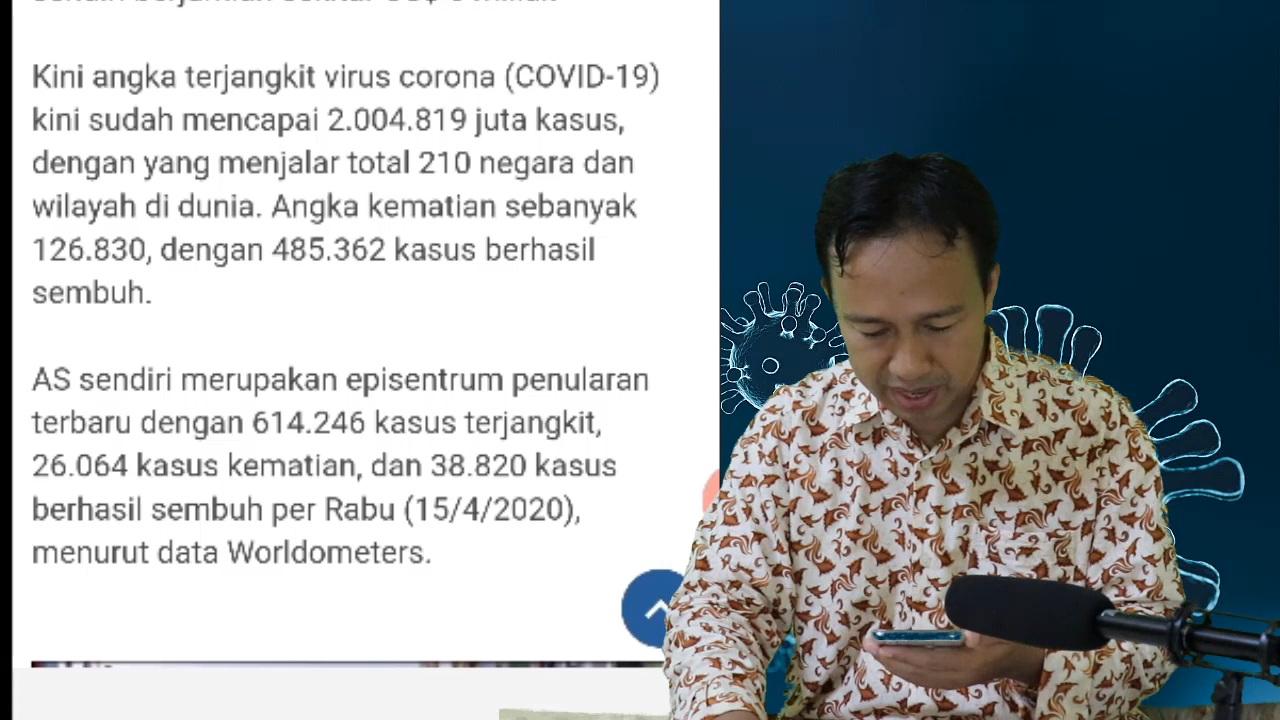 Kini angka terjangkit virus corona (COVID-19)
kini sudah mencapai 2.004.819 juta kasus,
dengan yang menjalar total 210 negara dan
wilayah di dunia. Angka kematian sebanyak
126.830, dengan 485.362 kasus berhasil
sembuh.
AS sendiri merupakan episentrum penularan
terbaru dengan 614.246 kasus terjangkit,
26.064 kasus kematian, dan 38.820 kasus
berhasil sembuh per Rabu (15/4/2020),
menurut data Worldometers.